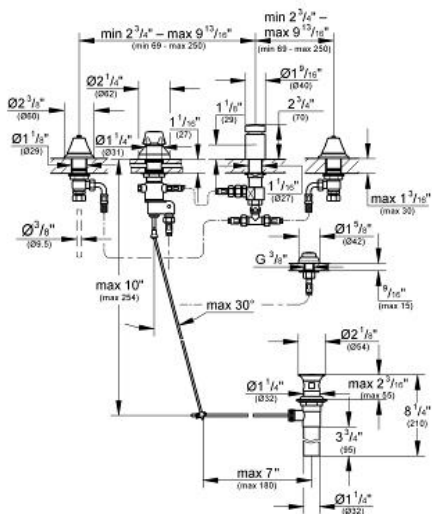 min 2 3/4" – max 9 13/16"
(min 69 - max 250)
min 2 3/4" –
max 9 13/16"
(min 69 - max 250)
Ø2 1/4"
(Ø62)
Ø1 9/16"
(Ø40)
Ø2 3/8"
(Ø60)
1 1/8"
(29)
2 3/4"
(70)
1 1/16"
(27)
Ø1 1/8"
(Ø29)
Ø1 1/4"
(Ø31)
1 1/16"
(Ø27)
max 1 3/16"
(max 30)
Ø3/8"
(Ø9.5)
Ø1 5/8"
(Ø42)
G 3/8"
9/16"
(max 15)
max 10"
(max 254)
max 30°
Ø2 1/8"
(Ø54)
Ø1 1/4"
(Ø32)
max 2 3/16"
(max 55)
8 1/4"
(210)
3 3/4"
(95)
max 7"
(max 180)
Ø1 1/4"
(Ø32)